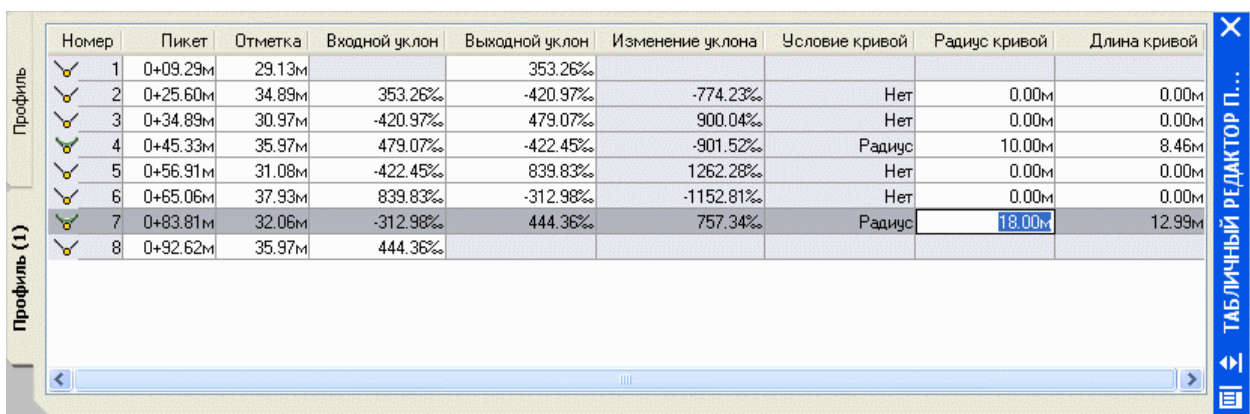 Номер Пикет Отметка Входной уклон Выходной уклон Изменение уклона Условие кривой Радиус кривой Длина кривой
1 0+09.29м 29.13м 353.26‰
2 0+25.60м 34.89м 353.26‰ -420.97‰ -774.23‰ Нет 0.00м 0.00м
3 0+34.89м 30.97м -420.97‰ 479.07‰ 900.04‰ Нет 0.00м 0.00м
4 0+45.33м 35.97м 479.07‰ -422.45‰ -901.52‰ Радиус 10.00м 8.46м
5 0+56.91м 31.08м -422.45‰ 839.83‰ 1262.28‰ Нет 0.00м 0.00м
6 0+65.06м 37.93м 839.83‰ -312.98‰ -1152.81‰ Нет 0.00м 0.00м
7 0+83.81м 32.06м -312.98‰ 444.36‰ 757.34‰ Радиус 18.00м 12.99м
8 0+92.62м 35.97м 444.36‰
Профиль
Профиль (1)
ТАБЛИЧНЫЙ РЕДАКТОР П...